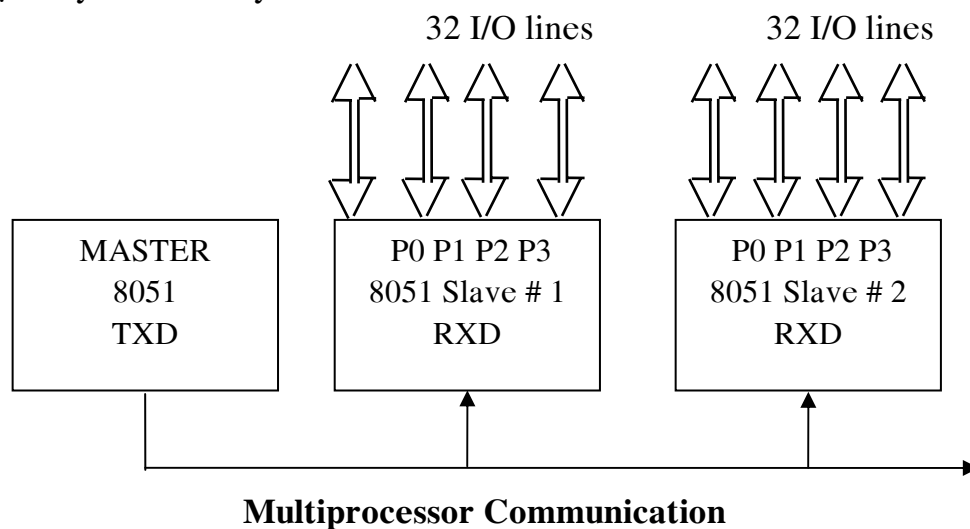 32 I/O lines 32 I/O lines
MASTER
8051
TXD
P0 P1 P2 P3
8051 Slave # 1
RXD
P0 P1 P2 P3
8051 Slave # 2
RXD
Multiprocessor Communication